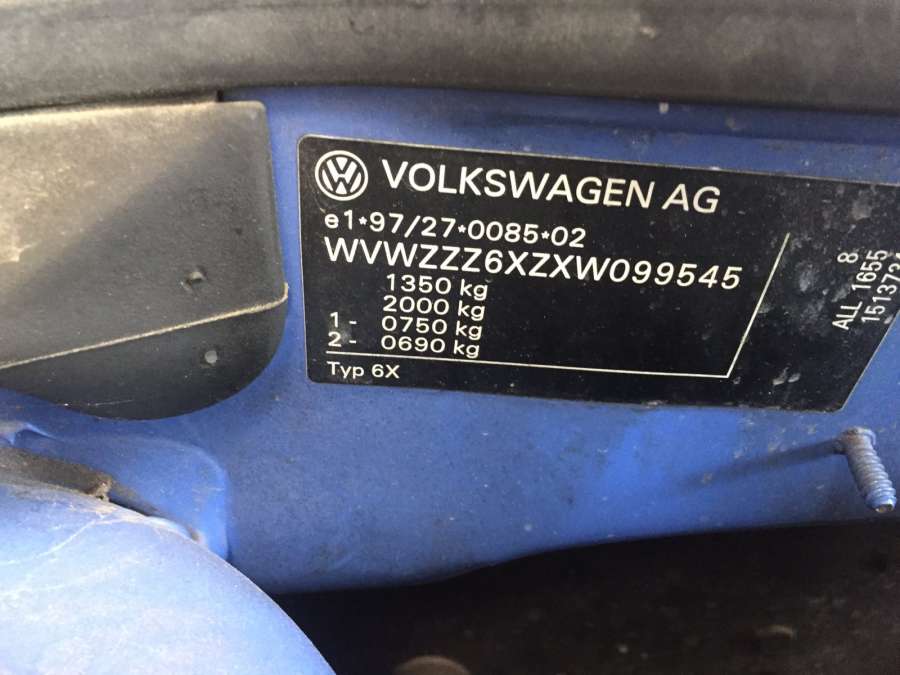 VOLKSWAGEN AG
e1*97/27*0085*02
WVWZZZ6XZXW099545
1350 kg
2000 kg
1- 0750 kg
2- 0690 kg
Typ 6X
8
ALL 1655